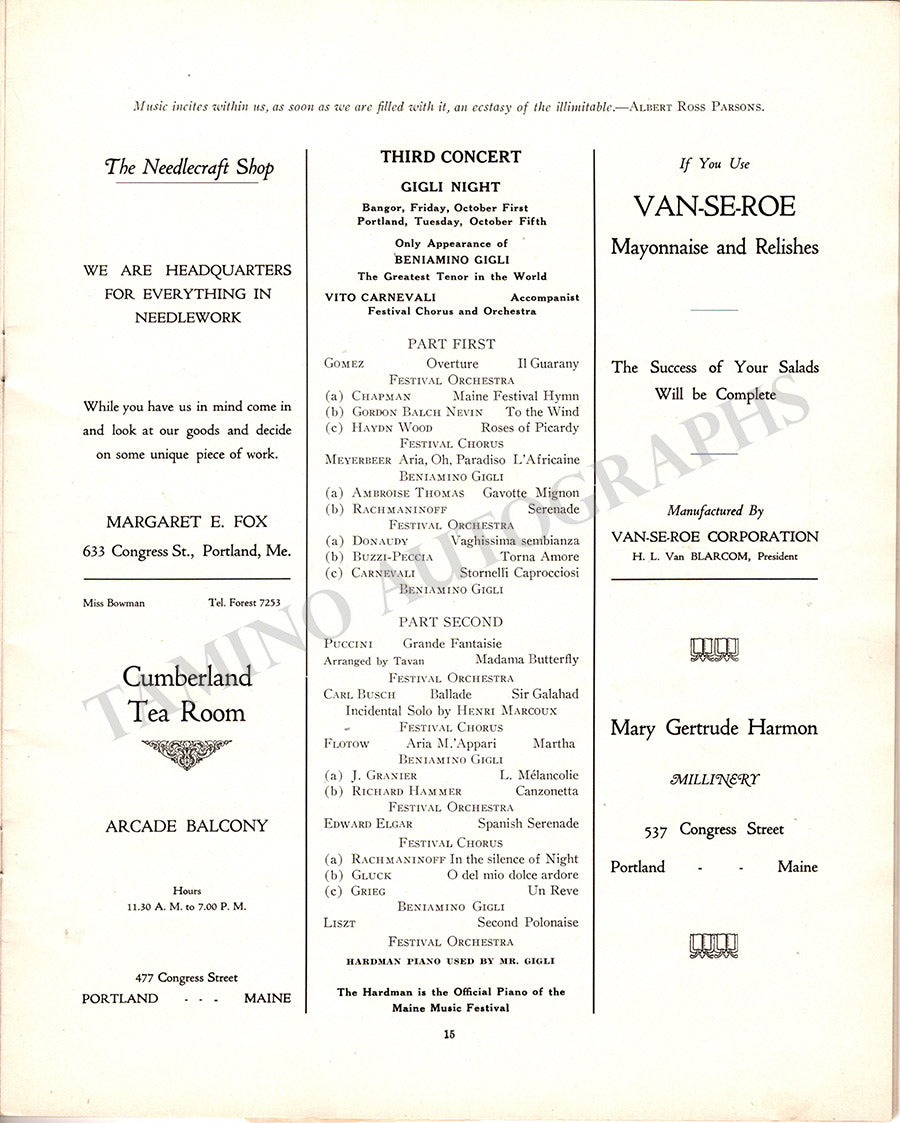 Music incites within us, as soon as we are filled with it, an ecstasy of the illimitable.—Albert Ross Parsons.
The Needlecraft Shop
WE ARE HEADQUARTERS
FOR EVERYTHING IN
NEEDLEWORK
While you have us in mind come in
and look at our goods and decide
on some unique piece of work.
MARGARET E. FOX
633 Congress St., Portland, Me.
Miss Bowman Tel. Forest 7253
Cumberland
Tea Room
ARCADE BALCONY
Hours
11.30 A. M. to 7.00 P. M.
477 Congress Street
PORTLAND - - - MAINE
THIRD CONCERT
GIGLI NIGHT
Bangor, Friday, October First
Portland, Tuesday, October Fifth
Only Appearance of
BENIAMINO GIGLI
The Greatest Tenor in the World
VITO CARNEVALI Accompanist
Festival Chorus and Orchestra
PART FIRST
Gomez Overture Il Guarany
Festival Orchestra
(a) Chapman Maine Festival Hymn
(b) Gordon Balch Nevin To the Wind
(c) Haydn Wood Roses of Picardy
Festival Chorus
Meyerbeer Aria, Oh, Paradiso L'Africaine
Beniamino Gigli
(a) Ambroise Thomas Gavotte Mignon
(b) Rachmaninoff Serenade
Festival Orchestra
(a) Donaudy Vaghissima sembianza
(b) Buzzi-Peccia Torna Amore
(c) Carnevali Stornelli Caprocciosi
Beniamino Gigli
PART SECOND
Puccini Grande Fantaisie
Arranged by Tavan Madama Butterfly
Festival Orchestra
Carl Busch Ballade Sir Galahad
Incidental Solo by Henri Marcoux
Festival Chorus
Flotow Aria M.'Appari Martha
Beniamino Gigli
(a) J. Granier L. Mélancolie
(b) Richard Hammer Canzonetta
Festival Orchestra
Edward Elgar Spanish Serenade
Festival Chorus
(a) Rachmaninoff In the silence of Night
(b) Gluck O del mio dolce ardore
(c) Grieg Un Reve
Beniamino Gigli
Liszt Second Polonaise
Festival Orchestra
HARDMAN PIANO USED BY MR. GIGLI
The Hardman is the Official Piano of the
Maine Music Festival
If You Use
VAN-SE-ROE
Mayonnaise and Relishes
The Success of Your Salads
Will be Complete
Manufactured By
VAN-SE-ROE CORPORATION
H. L. Van BLARCOM, President
Mary Gertrude Harmon
MILLINERY
537 Congress Street
Portland - - Maine
15
TAMINO AUTOGRAPHS